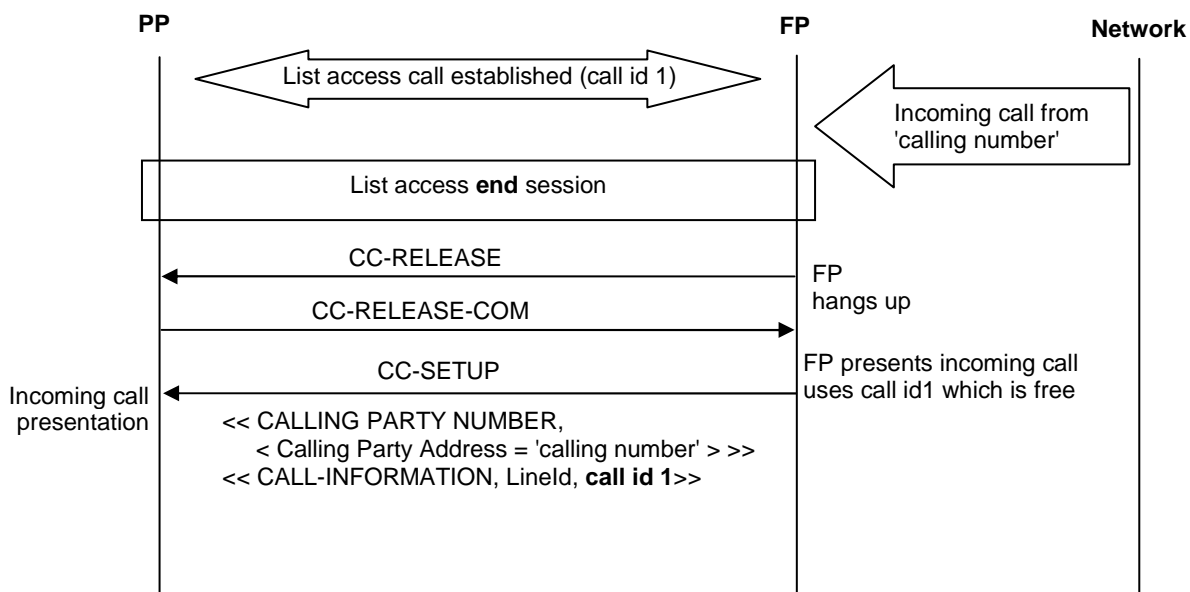 PP
FP
Network
List access call established (call id 1)
Incoming call from
'calling number'
List access end session
CC-RELEASE
FP
hangs up
CC-RELEASE-COM
CC-SETUP
FP presents incoming call
uses call id1 which is free
Incoming call
presentation
<< CALLING PARTY NUMBER,
< Calling Party Address = 'calling number' > >>
<< CALL-INFORMATION, LineId, call id 1>>